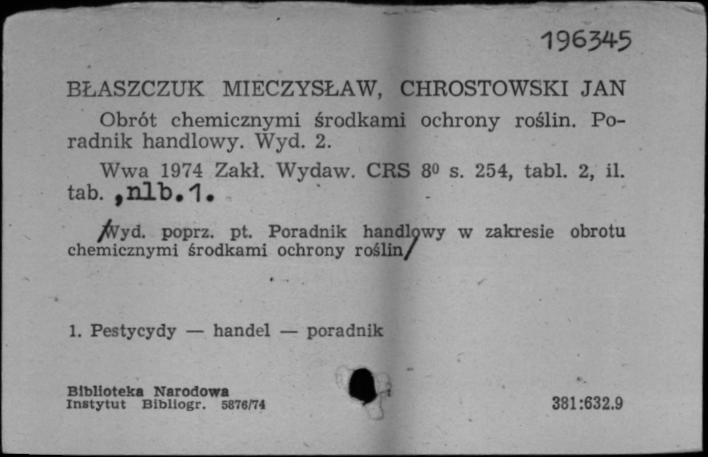 196345
BŁASZCZUK MIECZYSŁAW, CHROSTOWSKI JAN
Obrót chemicznymi środkami ochrony roślin. Po-
radnik handlowy. Wyd. 2.
Wwa 1974 Zakł. Wydaw. CRS 8⁰ s. 254, tabl. 2, il.
tab. ,nlb.1.
/Wyd. poprz. pt. Poradnik handlowy w zakresie obrotu
chemicznymi środkami ochrony roślin/
1. Pestycydy — handel — poradnik
Biblioteka Narodowa
Instytut Bibliogr. 5876/74
381:632.9